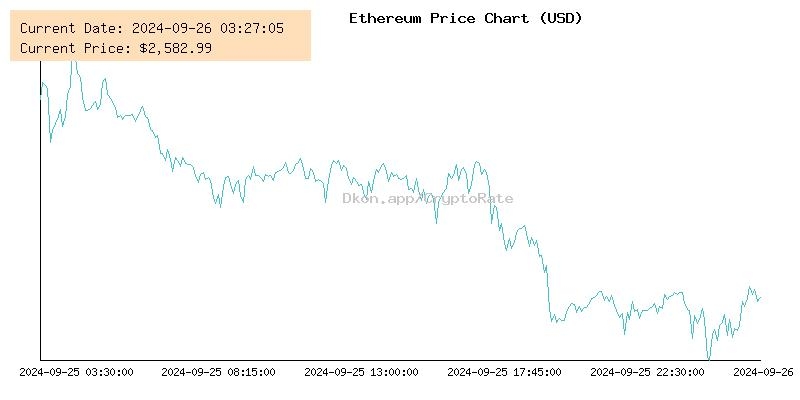 Ethereum Price Chart (USD)
Current Date: 2024-09-26 03:27:05
Current Price: $2,582.99
Dkon.app/CryptoRate
2024-09-25 03:30:00
2024-09-25 08:15:00
2024-09-25 13:00:00
2024-09-25 17:45:00
2024-09-25 22:30:00
2024-09-26